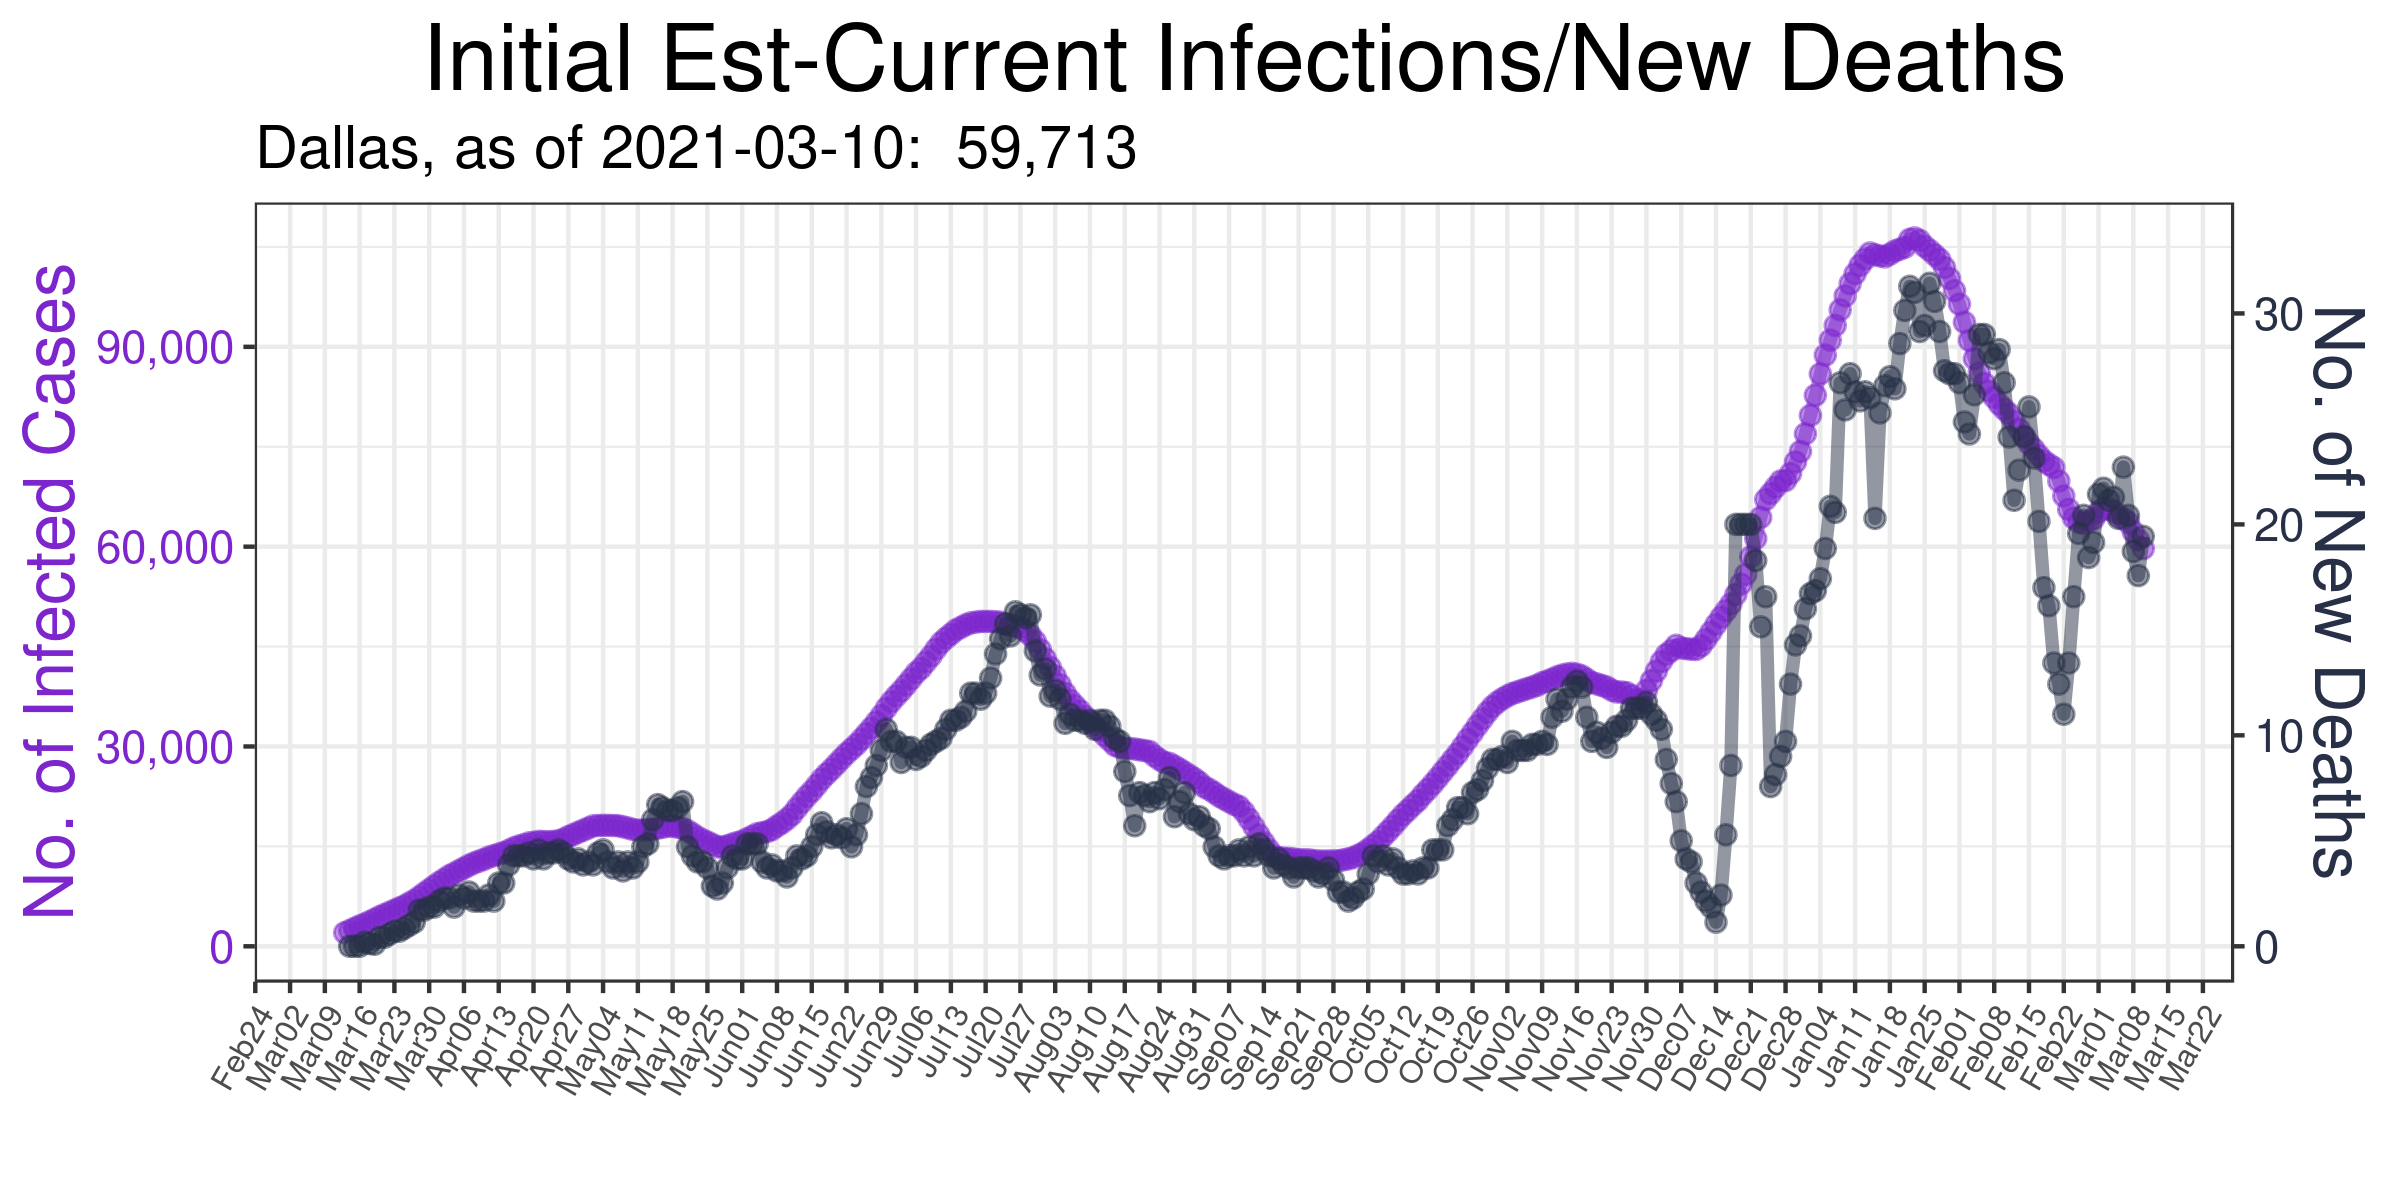 Initial Est-Current Infections/New Deaths
Dallas, as of 2021-03-10:  59,713
No. of Infected Cases
90,000
60,000
30,000
0
30
20
10
0
No. of New Deaths
Feb24
Mar02
Mar09
Mar16
Mar23
Mar30
Apr06
Apr13
Apr20
Apr27
May04
May11
May18
May25
Jun01
Jun08
Jun15
Jun22
Jun29
Jul06
Jul13
Jul20
Jul27
Aug03
Aug10
Aug17
Aug24
Aug31
Sep07
Sep14
Sep21
Sep28
Oct05
Oct12
Oct19
Oct26
Nov02
Nov09
Nov16
Nov23
Nov30
Dec07
Dec14
Dec21
Dec28
Jan04
Jan11
Jan18
Jan25
Feb01
Feb08
Feb15
Feb22
Mar01
Mar08
Mar15
Mar22